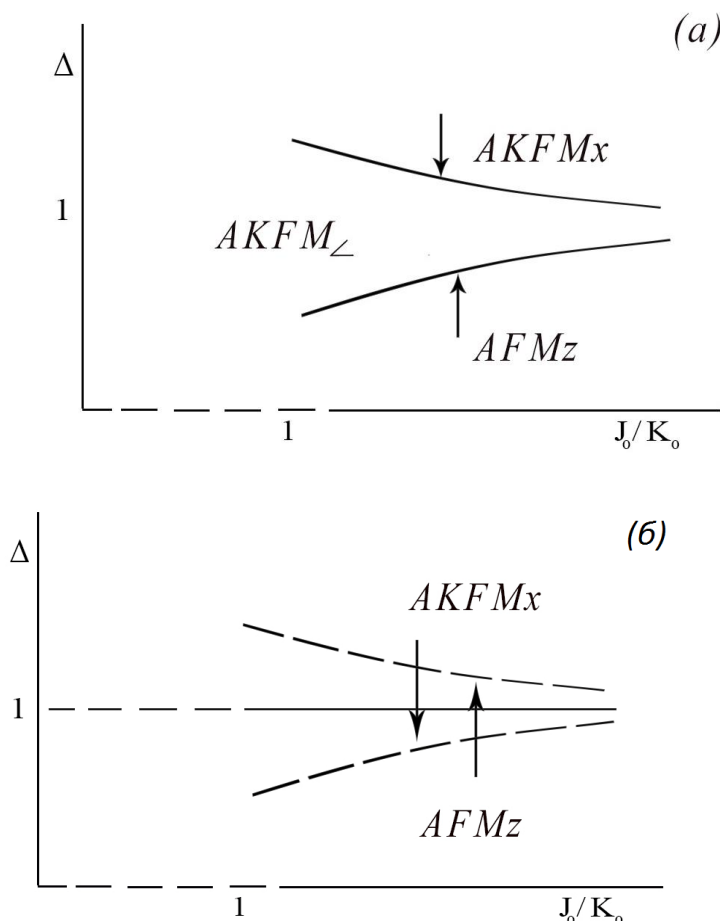 (a)
Δ
AKFMx
1
AKFM∠
AFMz
1 J₀/K₀
(б)
Δ
AKFMx
1
AFMz
1 J₀/K₀